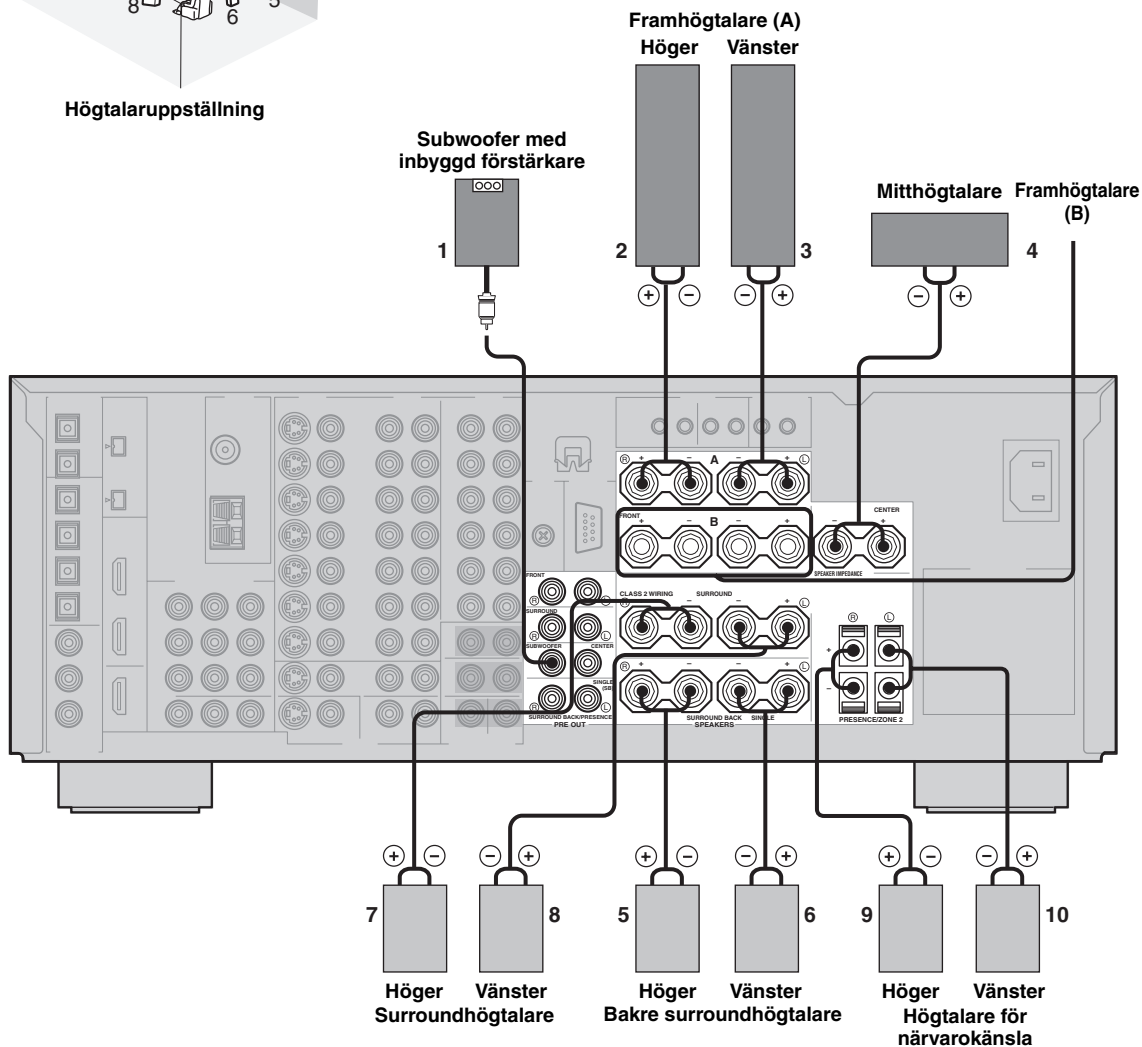 8
6
5
Högtalaruppställning
Framhögtalare (A)
Höger Vänster
Subwoofer med
inbyggd förstärkare
Mitthögtalare
Framhögtalare
(B)
1
2
3
4
+ - - +
- +
R + - A - + L
FRONT
+ - B - +
CENTER
- +
SPEAKER IMPEDANCE
FRONT
R L
CLASS 2 WIRING SURROUND
R - - + L
SURROUND
R L
SUBWOOFER CENTER
SINGLE
(SB)
R L
SURROUND BACK/PRESENCE
PRE OUT
R + - - + L
SURROUND BACK SINGLE
SPEAKERS
R L
+
-
PRESENCE/ZONE 2
+ - - + + - - + + - - +
7 8 5 6 9 10
Höger Vänster
Surroundhögtalare
Höger Vänster
Bakre surroundhögtalare
Höger Vänster
Högtalare för
närvarokänsla